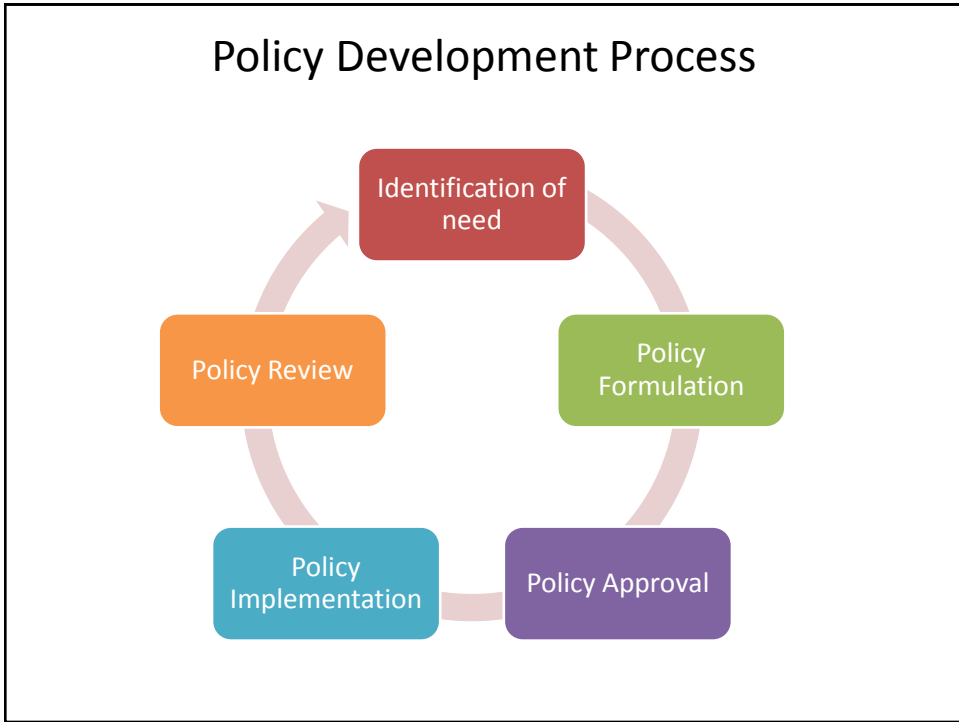 Policy Development Process
Identification of
need
Policy
Formulation
Policy Approval
Policy
Implementation
Policy Review